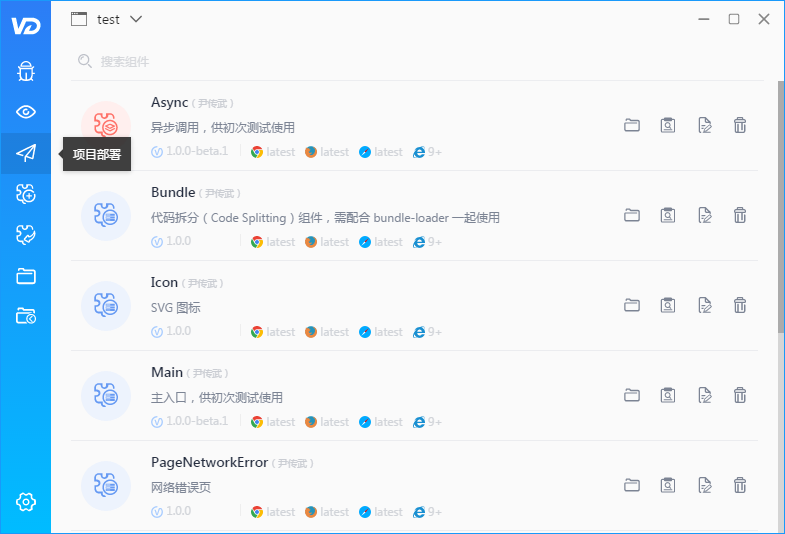 VD
test
搜索组件
Async（尹传武）
异步调用，供初次测试使用
1.0.0-beta.1 latest latest latest 9+
项目部署
Bundle（尹传武）
代码拆分（Code Splitting）组件，需配合 bundle-loader 一起使用
1.0.0 latest latest latest 9+
Icon（尹传武）
SVG 图标
1.0.0 latest latest latest 9+
Main（尹传武）
主入口，供初次测试使用
1.0.0-beta.1 latest latest latest 9+
PageNetworkError（尹传武）
网络错误页
1.0.0 latest latest latest 9+